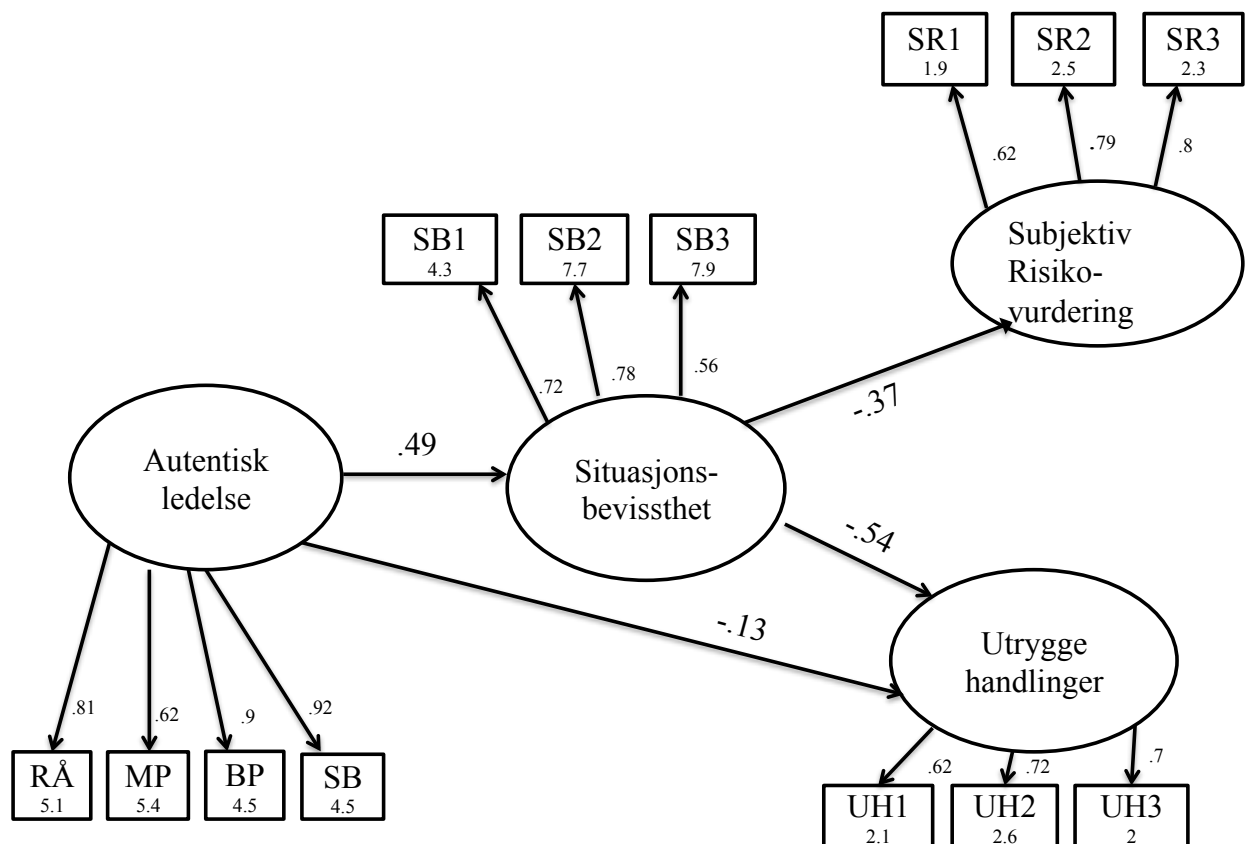 SR1
1.9
SR2
2.5
SR3
2.3
.62
.79
.8
Subjektiv
Risiko-
vurdering
SB1
4.3
SB2
7.7
SB3
7.9
.72
.78
.56
-.37
Autentisk
ledelse
.49
Situasjons-
bevissthet
-.54
-.13
Utrygge
handlinger
.81
.62
.9
.92
RÅ
5.1
MP
5.4
BP
4.5
SB
4.5
.62
.72
.7
UH1
2.1
UH2
2.6
UH3
2